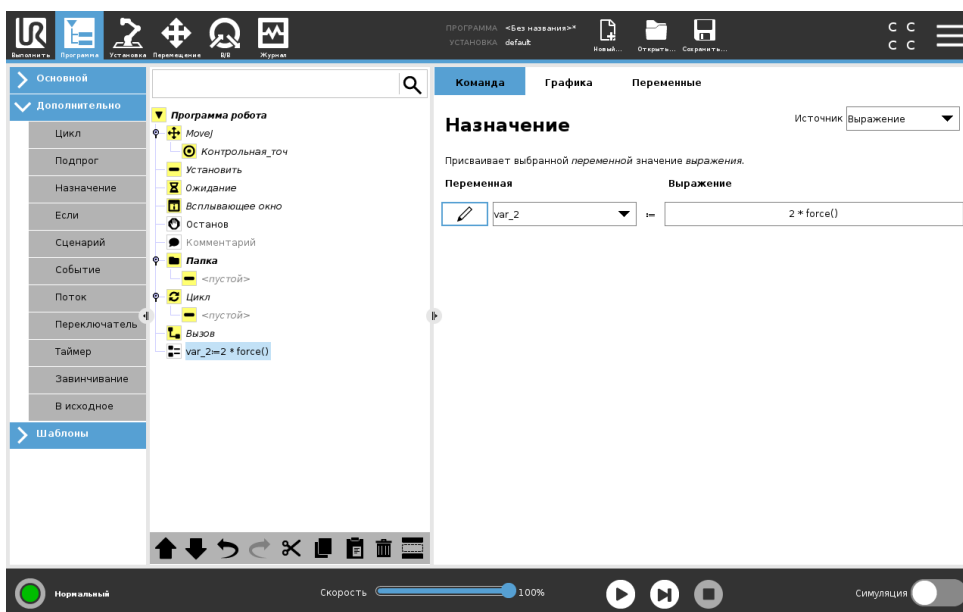 ПРОГРАММА <Без названия>*
УСТАНОВКА default
Выполнить Программа Установка Перемещение В/В Журнал Новый... Открыть... Сохранить...
C C
C C
Основной
Дополнительно
Цикл
Подпрог
Назначение
Если
Сценарий
Событие
Поток
Переключатель
Таймер
Завинчивание
В исходное
Шаблоны
Программа робота
MoveJ
Контрольная_точ
Установить
Ожидание
Всплывающее окно
Останов
Комментарий
Папка
<пустой>
Цикл
<пустой>
Вызов
var_2:=2 * force()
Команда Графика Переменные
Назначение
Источник Выражение
Присваивает выбранной переменной значение выражения.
Переменная Выражение
var_2 := 2 * force()
Нормальный Скорость 100% Симуляция